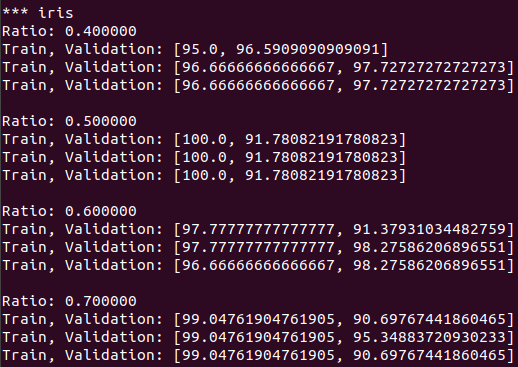 *** iris
Ratio: 0.400000
Train, Validation: [95.0, 96.5909090909091]
Train, Validation: [96.66666666666667, 97.72727272727273]
Train, Validation: [96.66666666666667, 97.72727272727273]
Ratio: 0.500000
Train, Validation: [100.0, 91.78082191780823]
Train, Validation: [100.0, 91.78082191780823]
Train, Validation: [100.0, 91.78082191780823]
Ratio: 0.600000
Train, Validation: [97.77777777777777, 91.37931034482759]
Train, Validation: [97.77777777777777, 98.27586206896551]
Train, Validation: [96.66666666666667, 98.27586206896551]
Ratio: 0.700000
Train, Validation: [99.04761904761905, 90.69767441860465]
Train, Validation: [99.04761904761905, 95.34883720930233]
Train, Validation: [99.04761904761905, 90.69767441860465]